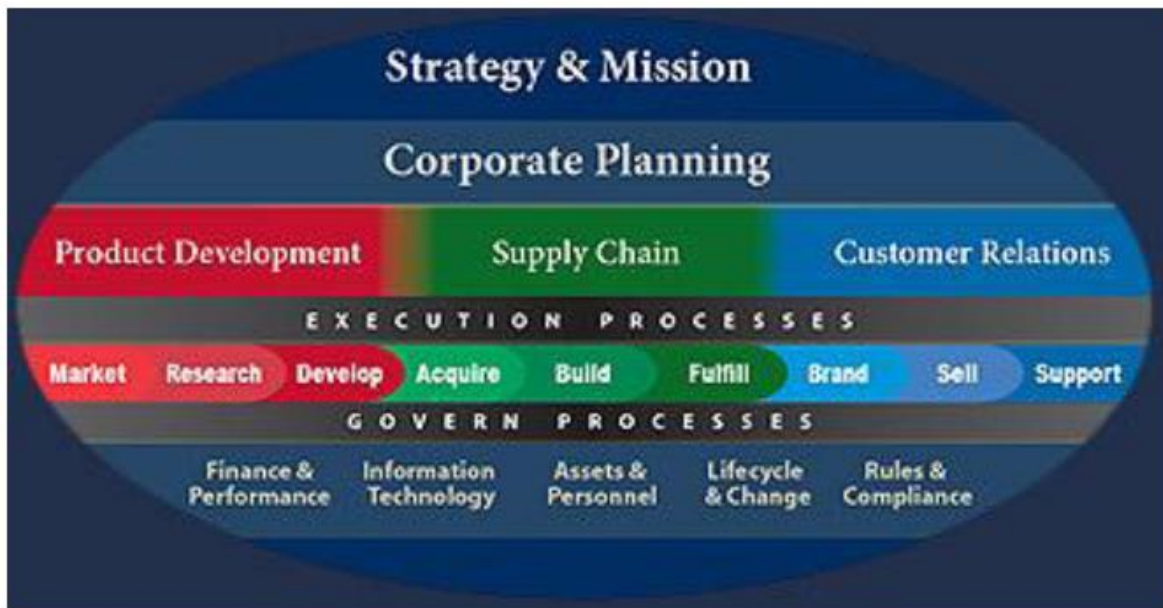 Strategy & Mission
Corporate Planning
Product Development Supply Chain Customer Relations
EXECUTION PROCESSES
Market Research Develop Acquire Build Fulfill Brand Sell Support
GOVERN PROCESSES
Finance & Performance
Information Technology
Assets & Personnel
Lifecycle & Change
Rules & Compliance